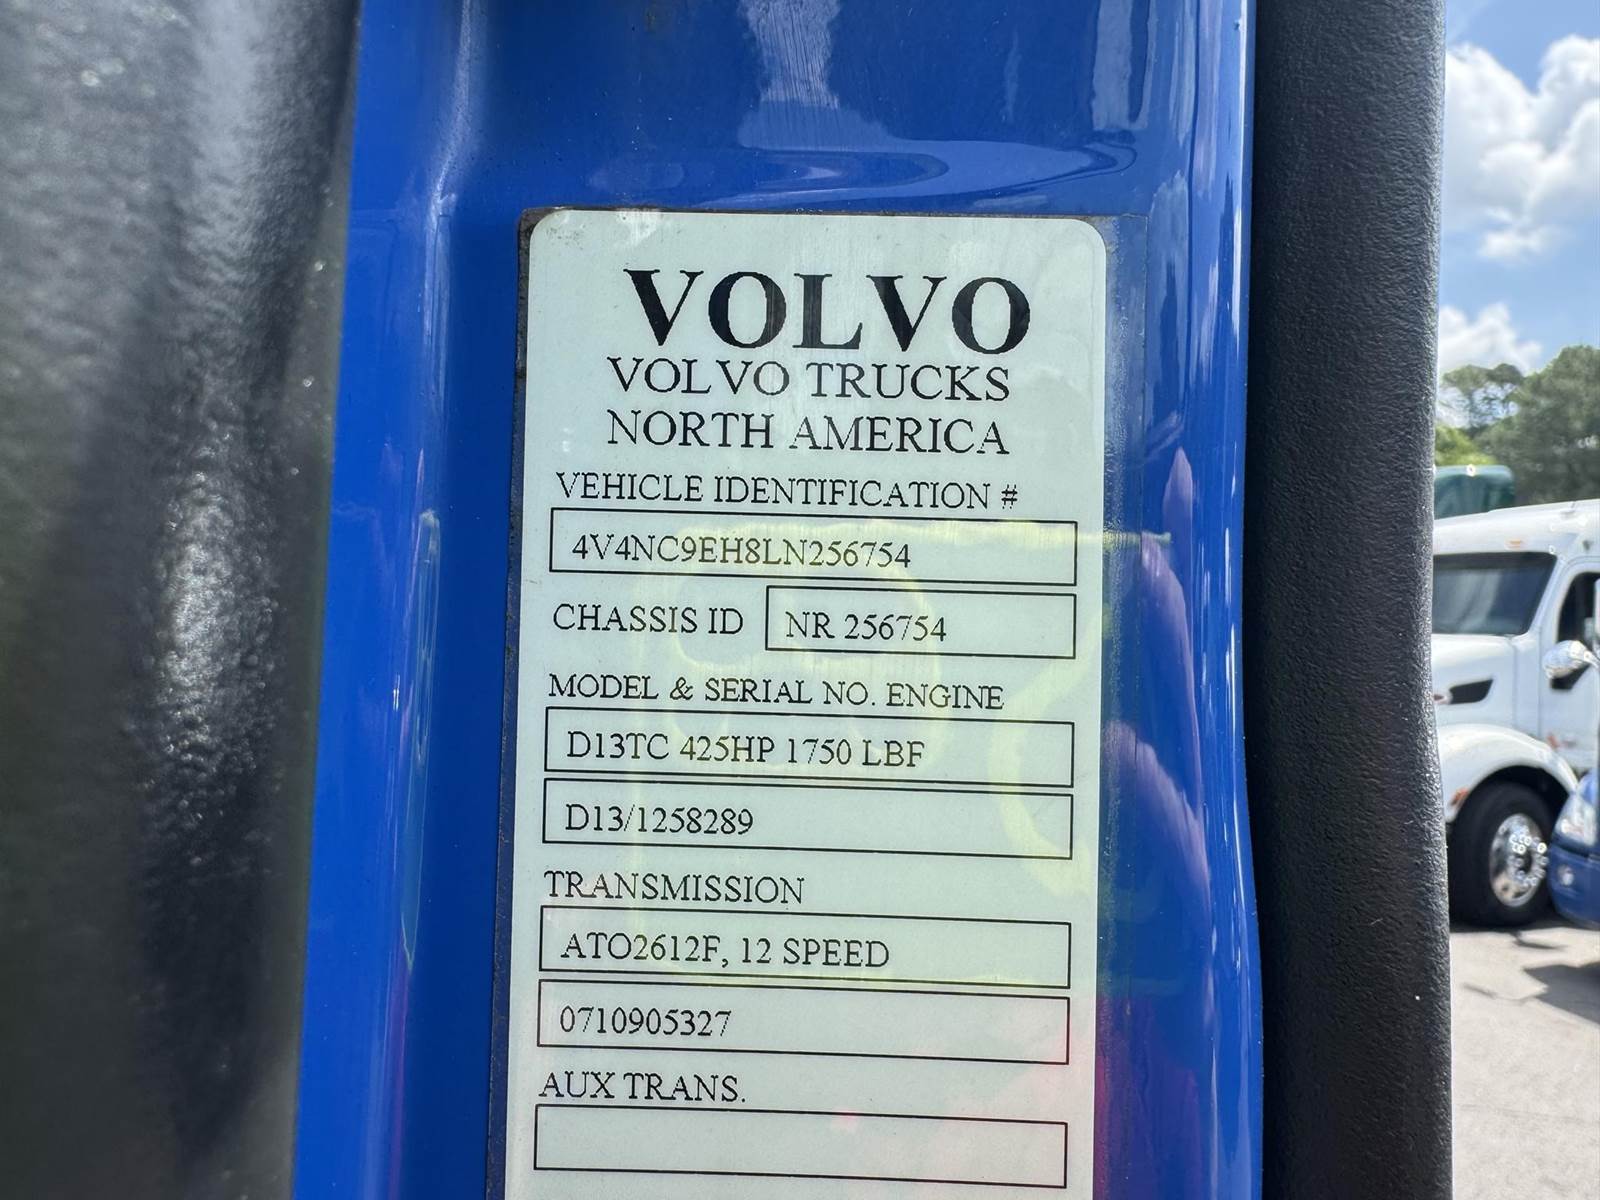 VOLVO
VOLVO TRUCKS
NORTH AMERICA
VEHICLE IDENTIFICATION #
4V4NC9EH8LN256754
CHASSIS ID NR 256754
MODEL & SERIAL NO. ENGINE
D13TC 425HP 1750 LBF
D13/1258289
TRANSMISSION
ATO2612F, 12 SPEED
0710905327
AUX TRANS.